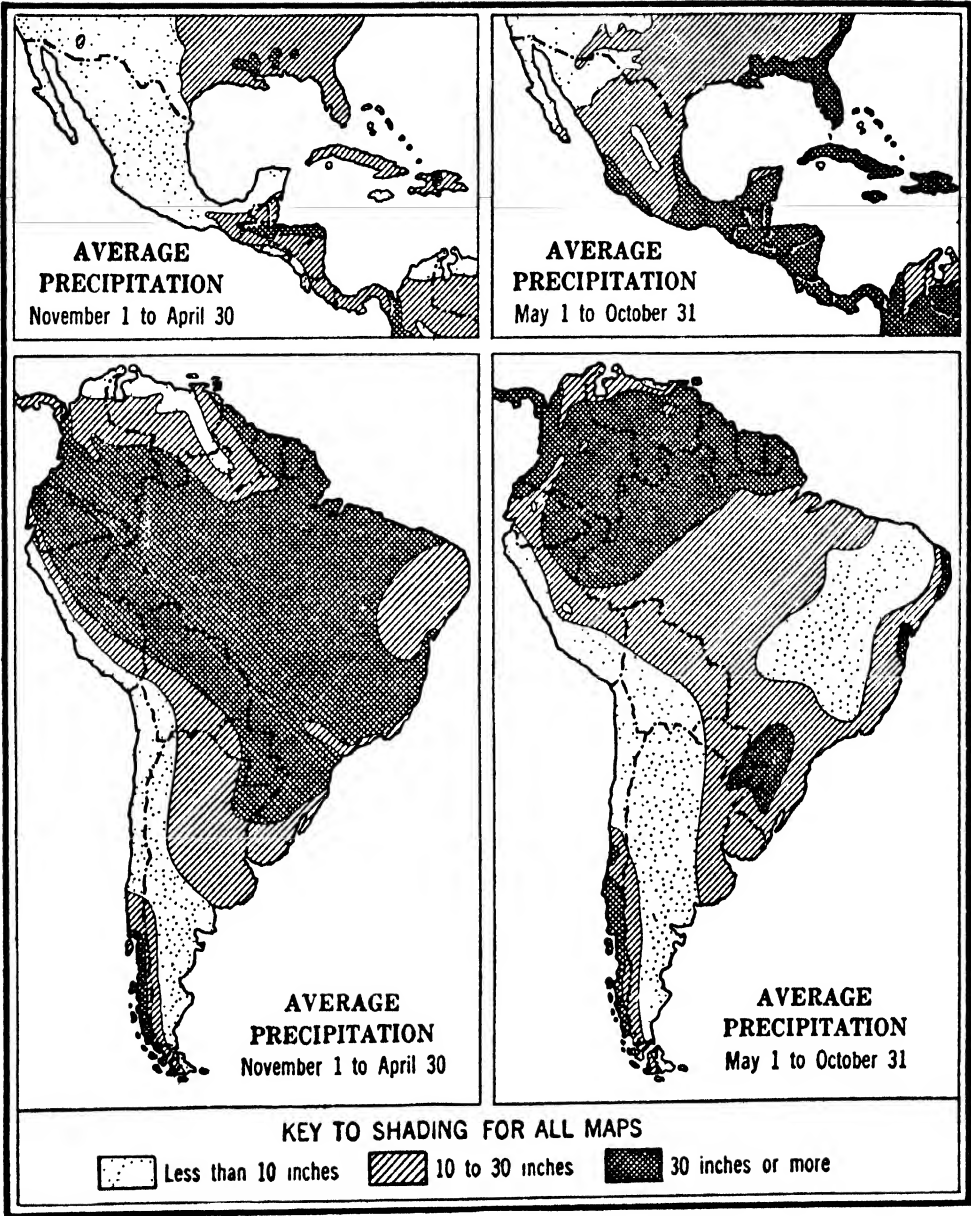 AVERAGE
PRECIPITATION
November 1 to April 30
AVERAGE
PRECIPITATION
May 1 to October 31
AVERAGE
PRECIPITATION
November 1 to April 30
AVERAGE
PRECIPITATION
May 1 to October 31
KEY TO SHADING FOR ALL MAPS
Less than 10 inches
10 to 30 inches
30 inches or more